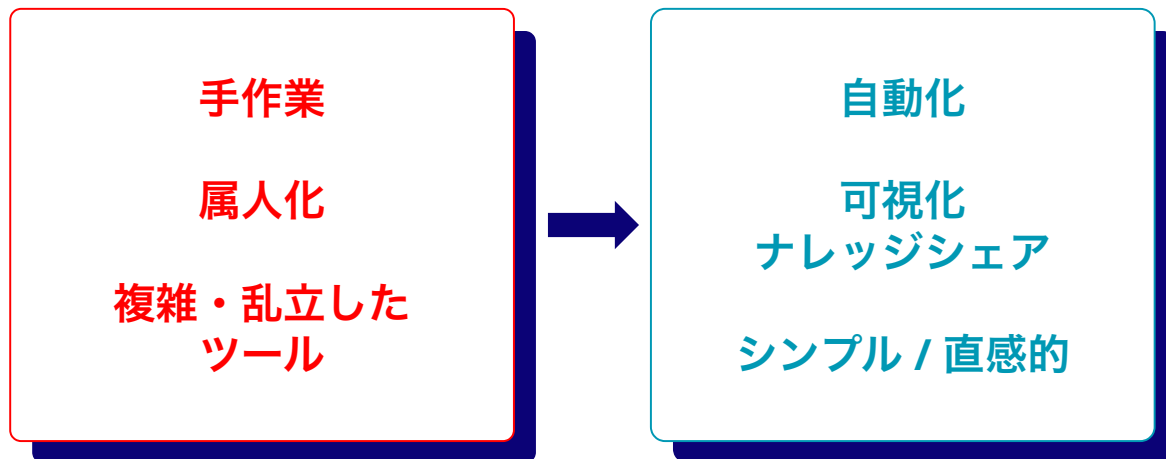 手作業
属人化
複雑・乱立した
ツール
自動化
可視化
ナレッジシェア
シンプル / 直感的